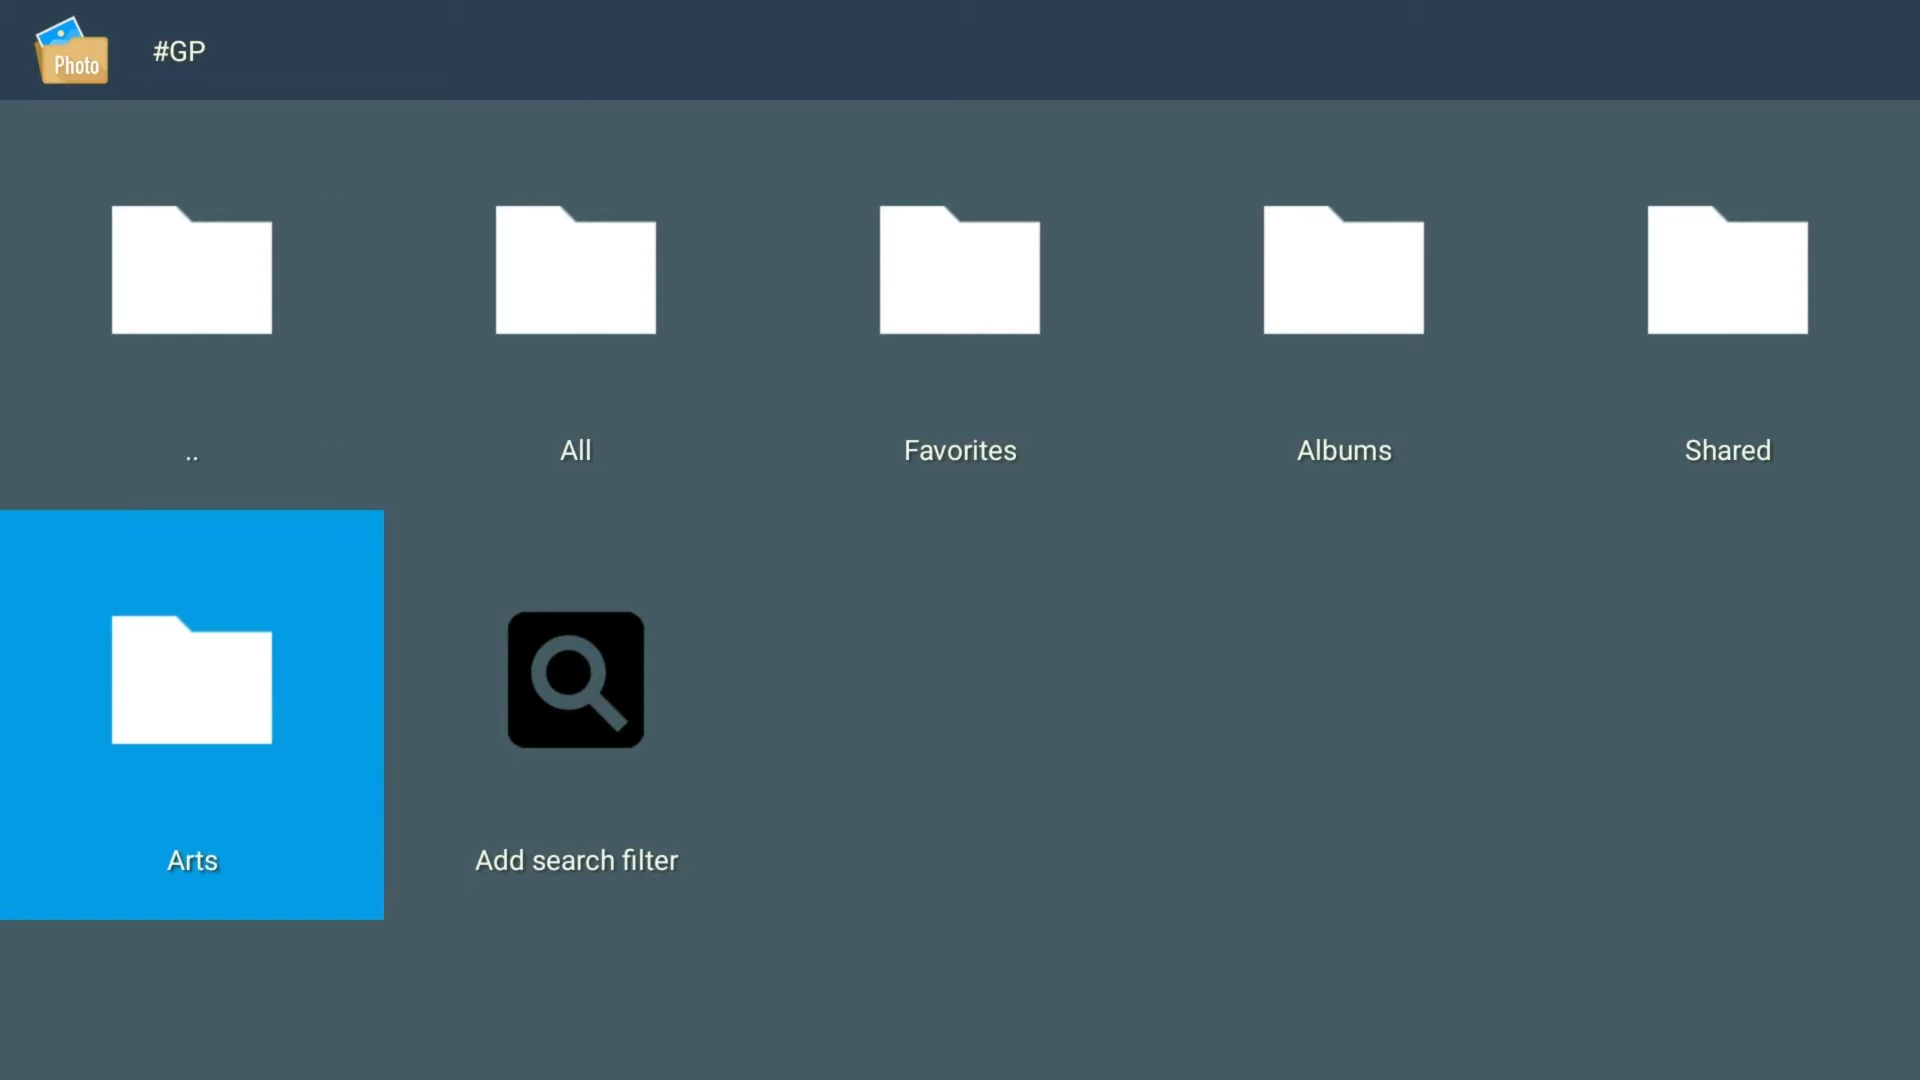 Photo
#GP
..
All
Favorites
Albums
Shared
Arts
Add search filter